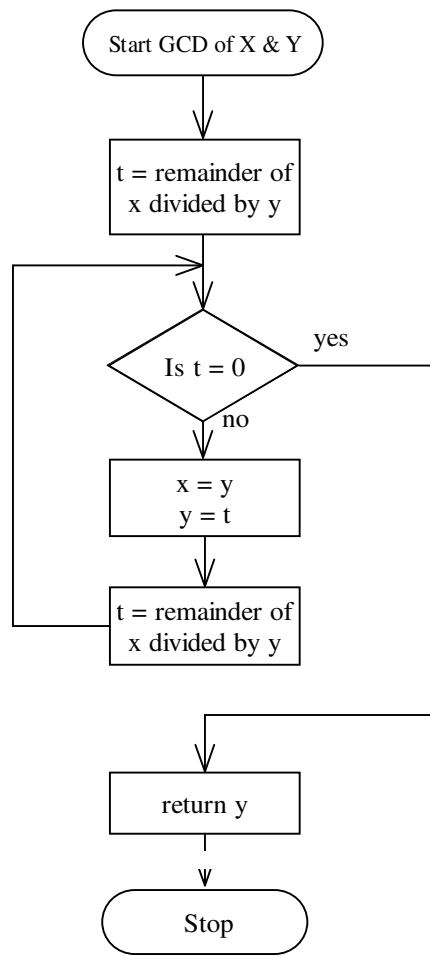 Start GCD of X & Y
t = remainder of
x divided by y
yes
Is t = 0
no
x = y
y = t
t = remainder of
x divided by y
return y
Stop